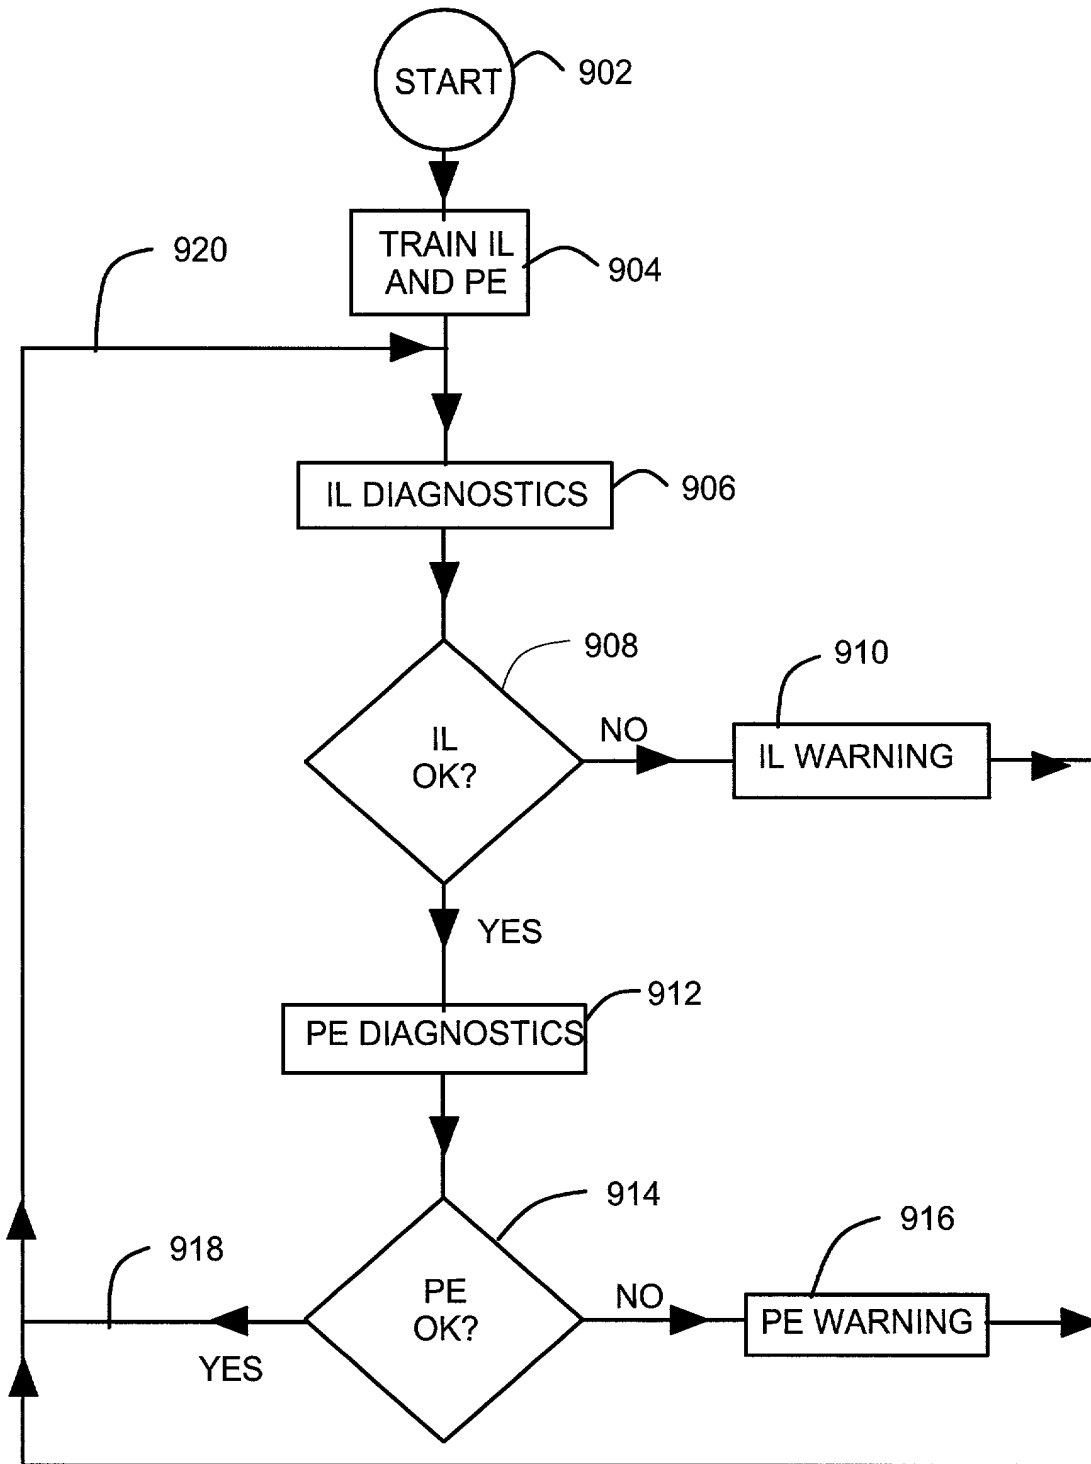 START
902
TRAIN IL
AND PE
904
920
IL DIAGNOSTICS
906
908
IL
OK?
NO
910
IL WARNING
YES
912
PE DIAGNOSTICS
914
PE
OK?
NO
916
PE WARNING
918
YES